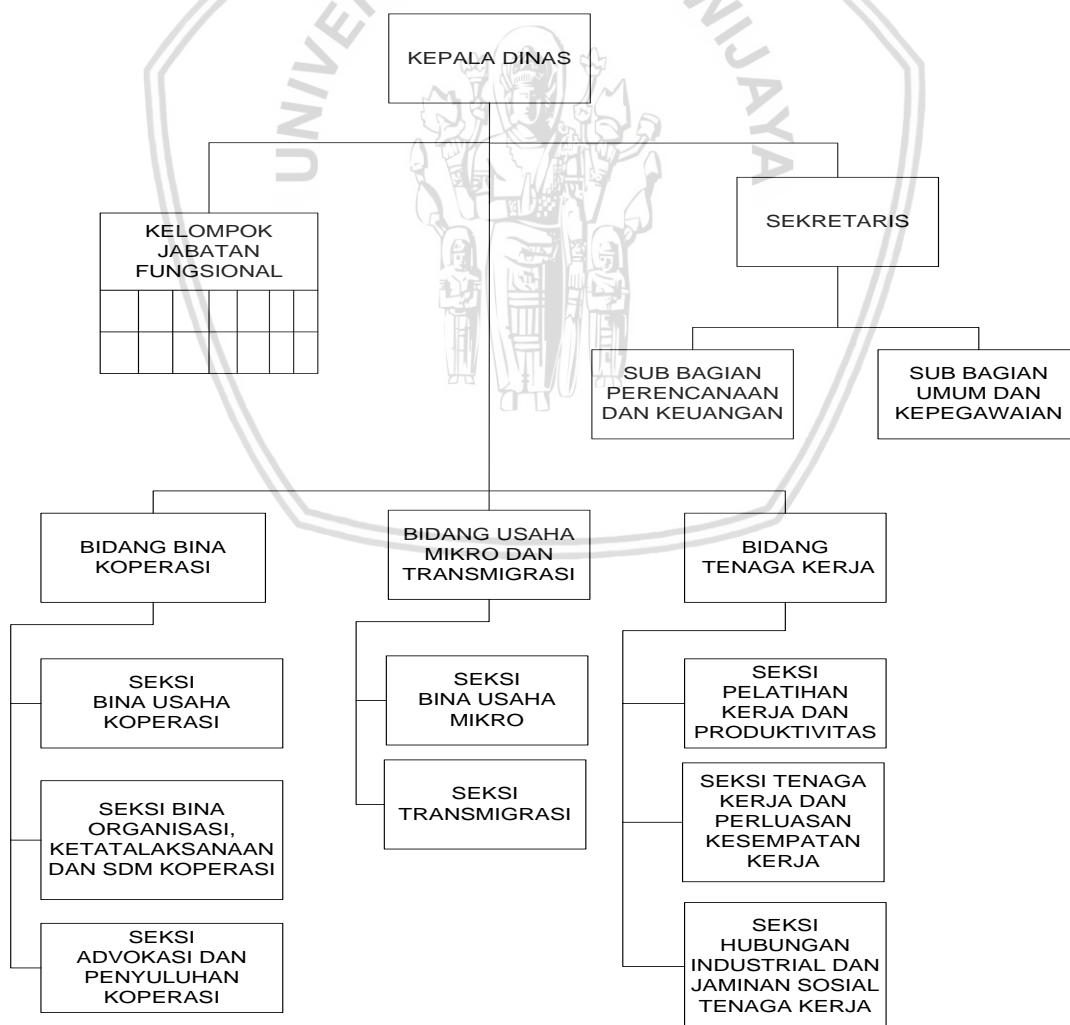 UNIVER WIJAYA
KEPALA DINAS
KELOMPOK
JABATAN
FUNGSIONAL
SEKRETARIS
SUB BAGIAN
PERENCANAAN
DAN KEUANGAN
SUB BAGIAN
UMUM DAN
KEPEGAWAIAN
BIDANG BINA
KOPERASI
BIDANG USAHA
MIKRO DAN
TRANSMIGRASI
BIDANG
TENAGA KERJA
SEKSI
BINA USAHA
KOPERASI
SEKSI BINA
ORGANISASI,
KETATALAKSANAAN
DAN SDM KOPERASI
SEKSI
ADVOKASI DAN
PENYULUHAN
KOPERASI
SEKSI
BINA USAHA
MIKRO
SEKSI
TRANSMIGRASI
SEKSI
PELATIHAN
KERJA DAN
PRODUKTIVITAS
SEKSI TENAGA
KERJA DAN
PERLUASAN
KESEMPATAN
KERJA
SEKSI
HUBUNGAN
INDUSTRIAL DAN
JAMINAN SOSIAL
TENAGA KERJA